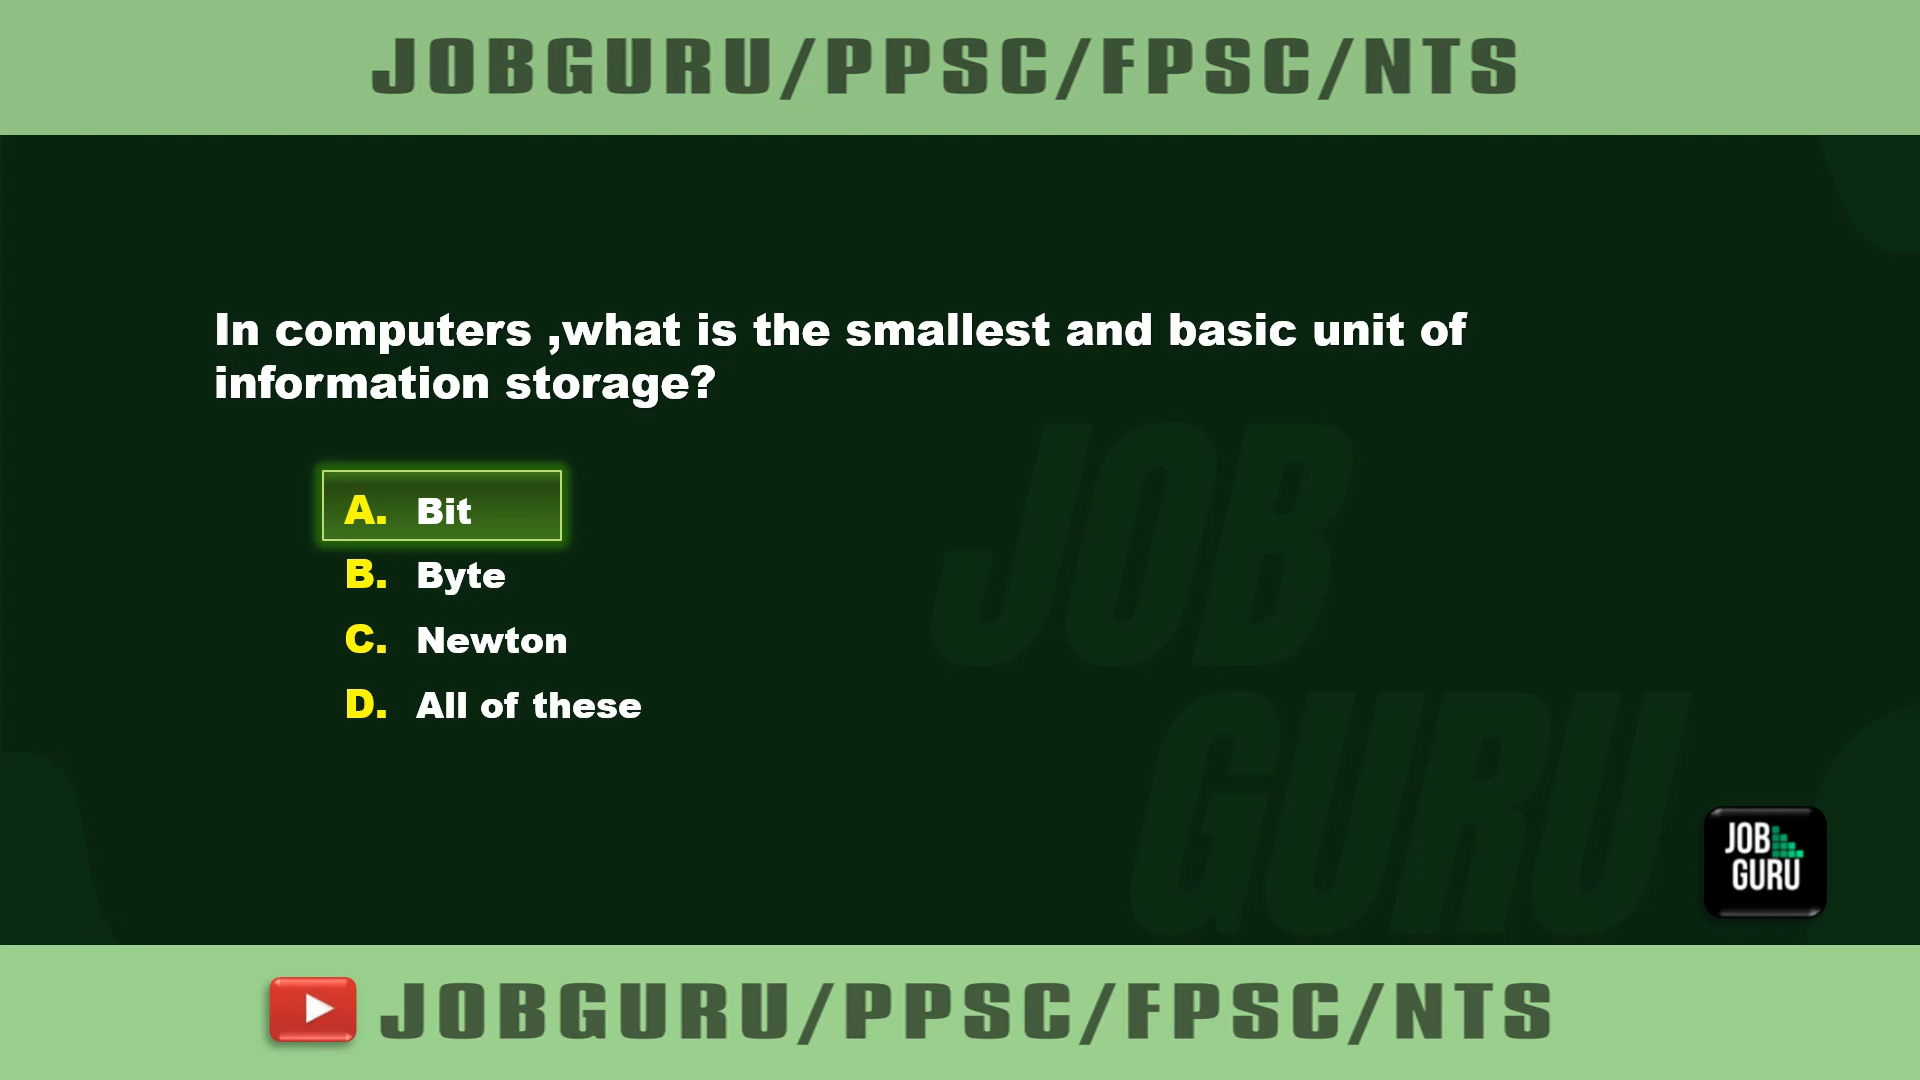 JOBGURU/PPSC/FPSC/NTS
In computers ,what is the smallest and basic unit of
information storage?
A. Bit
B. Byte
C. Newton
D. All of these
JOB
GURU
JOB
GURU
JOBGURU/PPSC/FPSC/NTS